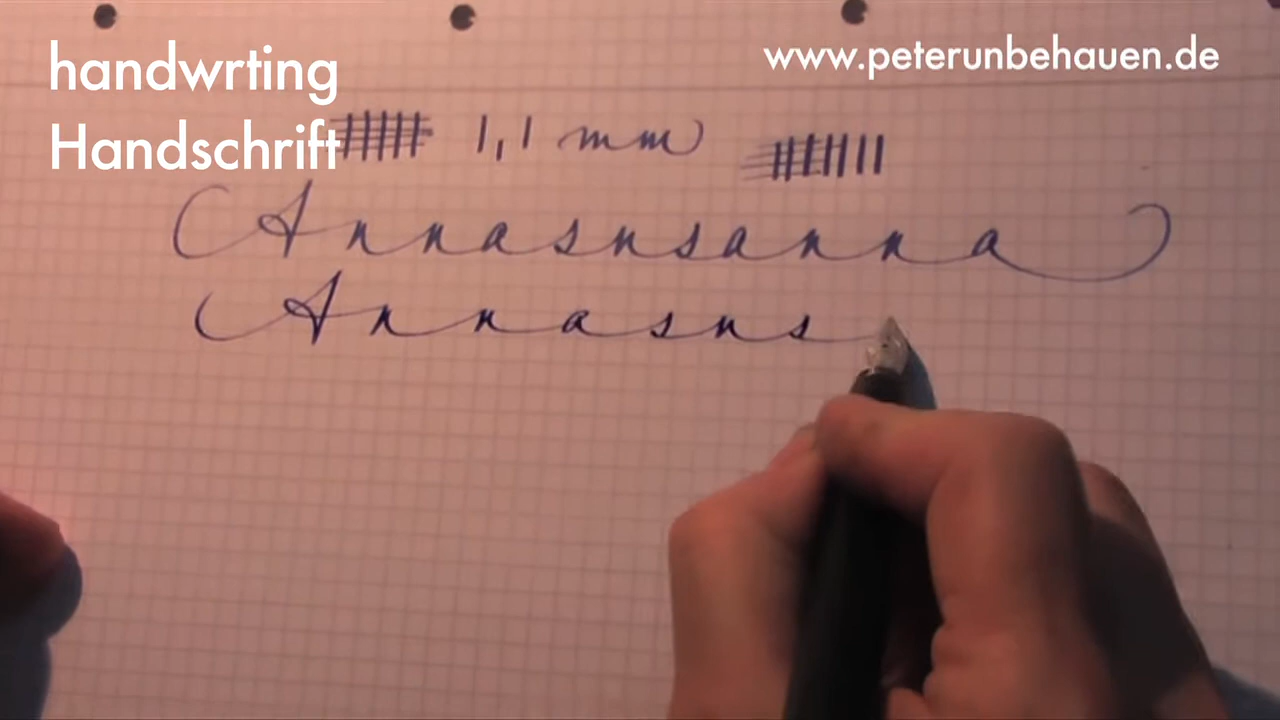 handwrting
Handschrift
www.peterunbehauen.de
1,1 mm
Annasnsanna
Annasns